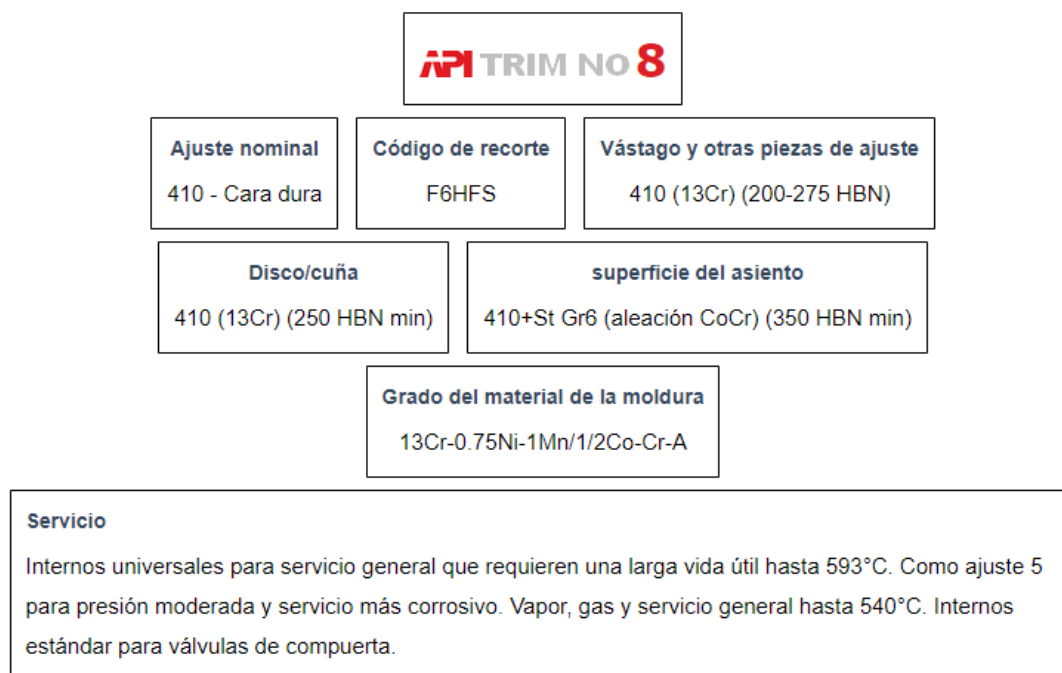 API TRIM NO 8
Ajuste nominal
410 - Cara dura
Código de recorte
F6HFS
Vástago y otras piezas de ajuste
410 (13Cr) (200-275 HBN)
Disco/cuña
410 (13Cr) (250 HBN min)
superficie del asiento
410+St Gr6 (aleación CoCr) (350 HBN min)
Grado del material de la moldura
13Cr-0.75Ni-1Mn/1/2Co-Cr-A
Servicio
Internos universales para servicio general que requieren una larga vida útil hasta 593°C. Como ajuste 5
para presión moderada y servicio más corrosivo. Vapor, gas y servicio general hasta 540°C. Internos
estándar para válvulas de compuerta.